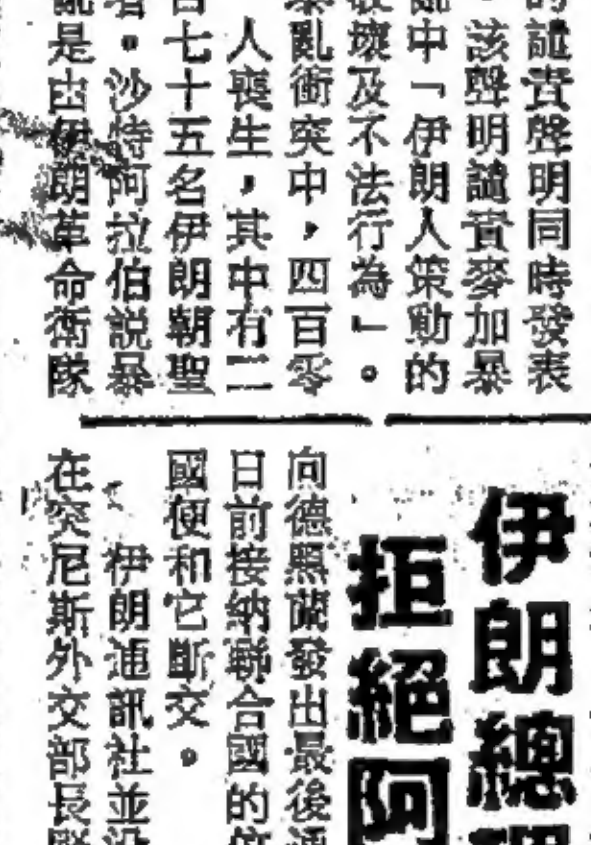 的譴責聲明同時發表
。該聲明譴責麥加暴
亂中「伊朗人策動的
破壞及不法行為」。
暴亂衝突中，四百零
人喪生，其中有二
百七十五名伊朗朝聖
者。沙特阿拉伯說暴
亂是由伊朗革命衛隊
伊朗總理
拒絕阿
向德黑蘭發出最後通
日前接納聯合國的
國便和它斷交。
伊朗通訊社並沒
在突尼斯外交部長